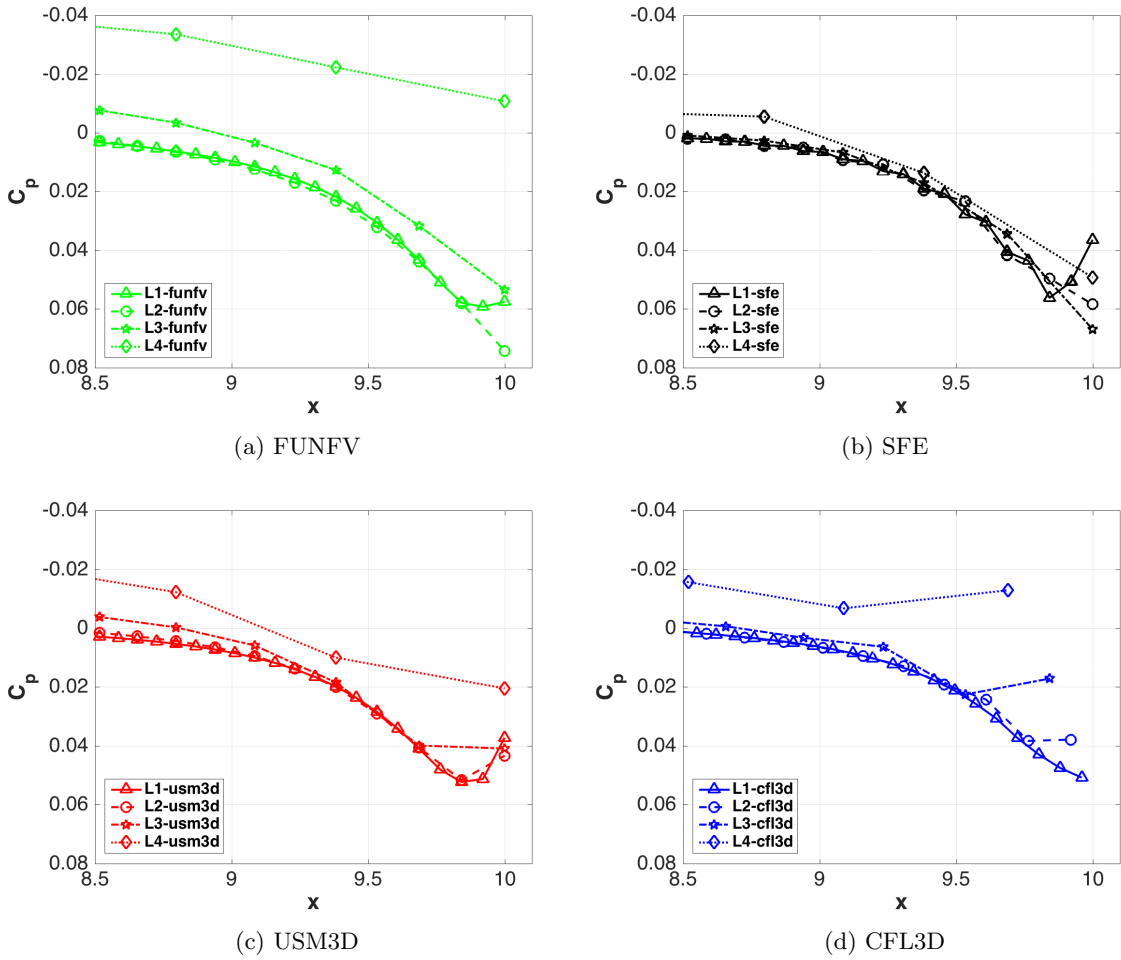 -0.04
-0.02
0
0.02
0.04
0.06
0.08
Cp
8.5 9 9.5 10
x
L1-funfv
L2-funfv
L3-funfv
L4-funfv
(a) FUNFV
-0.04
-0.02
0
0.02
0.04
0.06
0.08
Cp
8.5 9 9.5 10
x
L1-sfe
L2-sfe
L3-sfe
L4-sfe
(b) SFE
-0.04
-0.02
0
0.02
0.04
0.06
0.08
Cp
8.5 9 9.5 10
x
L1-usm3d
L2-usm3d
L3-usm3d
L4-usm3d
(c) USM3D
-0.04
-0.02
0
0.02
0.04
0.06
0.08
Cp
8.5 9 9.5 10
x
L1-cfl3d
L2-cfl3d
L3-cfl3d
L4-cfl3d
(d) CFL3D